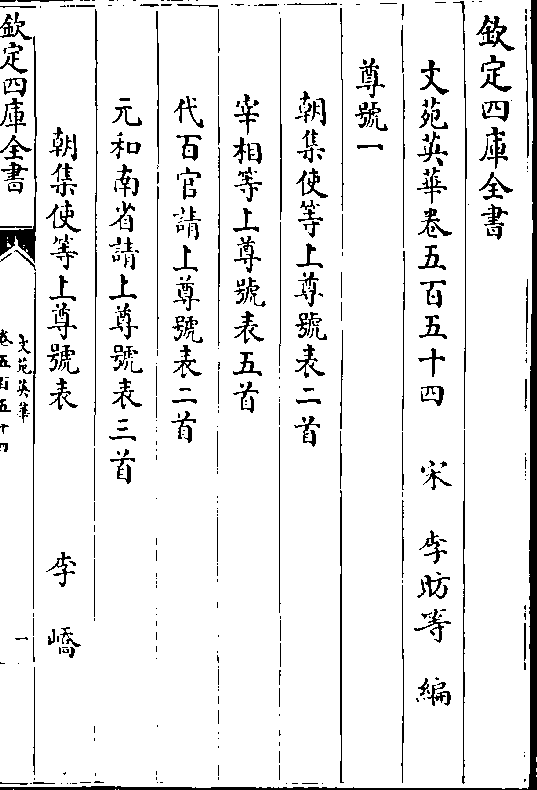 欽定四庫全書
文苑英華卷五百五十四 宋 李昉等 編
尊號一
朝集使等上尊號表二首
宰相等上尊號表五首
代百官請上尊號表二首
元和南省請上尊號表三首
朝集使等上尊號表 李嶠
欽定四庫全書
文苑英華
卷五百五十四
一